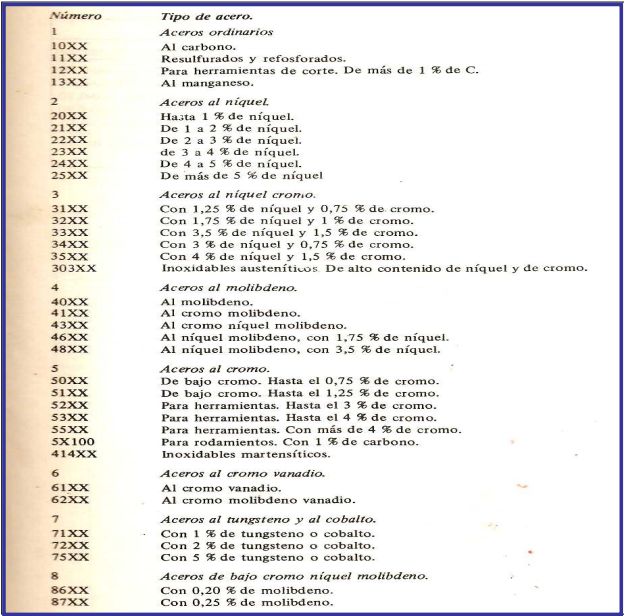 Número Tipo de acero.
1 Aceros ordinarios
10XX Al carbono.
11XX Resulfurados y refosforados.
12XX Para herramientas de corte. De más de 1 % de C.
13XX Al manganeso.
2 Aceros al níquel.
20XX Hasta 1 % de níquel.
21XX De 1 a 2 % de níquel.
22XX De 2 a 3 % de níquel.
23XX de 3 a 4 % de níquel.
24XX De 4 a 5 % de níquel.
25XX De más de 5 % de níquel
3 Aceros al níquel cromo.
31XX Con 1,25 % de níquel y 0,75 % de cromo.
32XX Con 1,75 % de níquel y 1 % de cromo.
33XX Con 3,5 % de níquel y 1,5 % de cromo.
34XX Con 3 % de níquel y 0,75 % de cromo.
35XX Con 4 % de níquel y 1,5 % de cromo.
303XX Inoxidables austeníticos. De alto contenido de níquel y de cromo.
4 Aceros al molibdeno.
40XX Al molibdeno.
41XX Al cromo molibdeno.
43XX Al cromo níquel molibdeno.
46XX Al níquel molibdeno, con 1,75 % de níquel.
48XX Al níquel molibdeno, con 3,5 % de níquel.
5 Aceros al cromo.
50XX De bajo cromo. Hasta el 0,75 % de cromo.
51XX De bajo cromo. Hasta el 1,25 % de cromo.
52XX Para herramientas. Hasta el 3 % de cromo.
53XX Para herramientas. Hasta el 4 % de cromo.
55XX Para herramientas. Con más de 4 % de cromo.
5X100 Para rodamientos. Con 1 % de carbono.
414XX Inoxidables martensíticos.
6 Aceros al cromo vanadio.
61XX Al cromo vanadio.
62XX Al cromo molibdeno vanadio.
7 Aceros al tungsteno y al cobalto.
71XX Con 1 % de tungsteno o cobalto.
72XX Con 2 % de tungsteno o cobalto.
75XX Con 5 % de tungsteno o cobalto.
8 Aceros de bajo cromo níquel molibdeno.
86XX Con 0,20 % de molibdeno.
87XX Con 0,25 % de molibdeno.